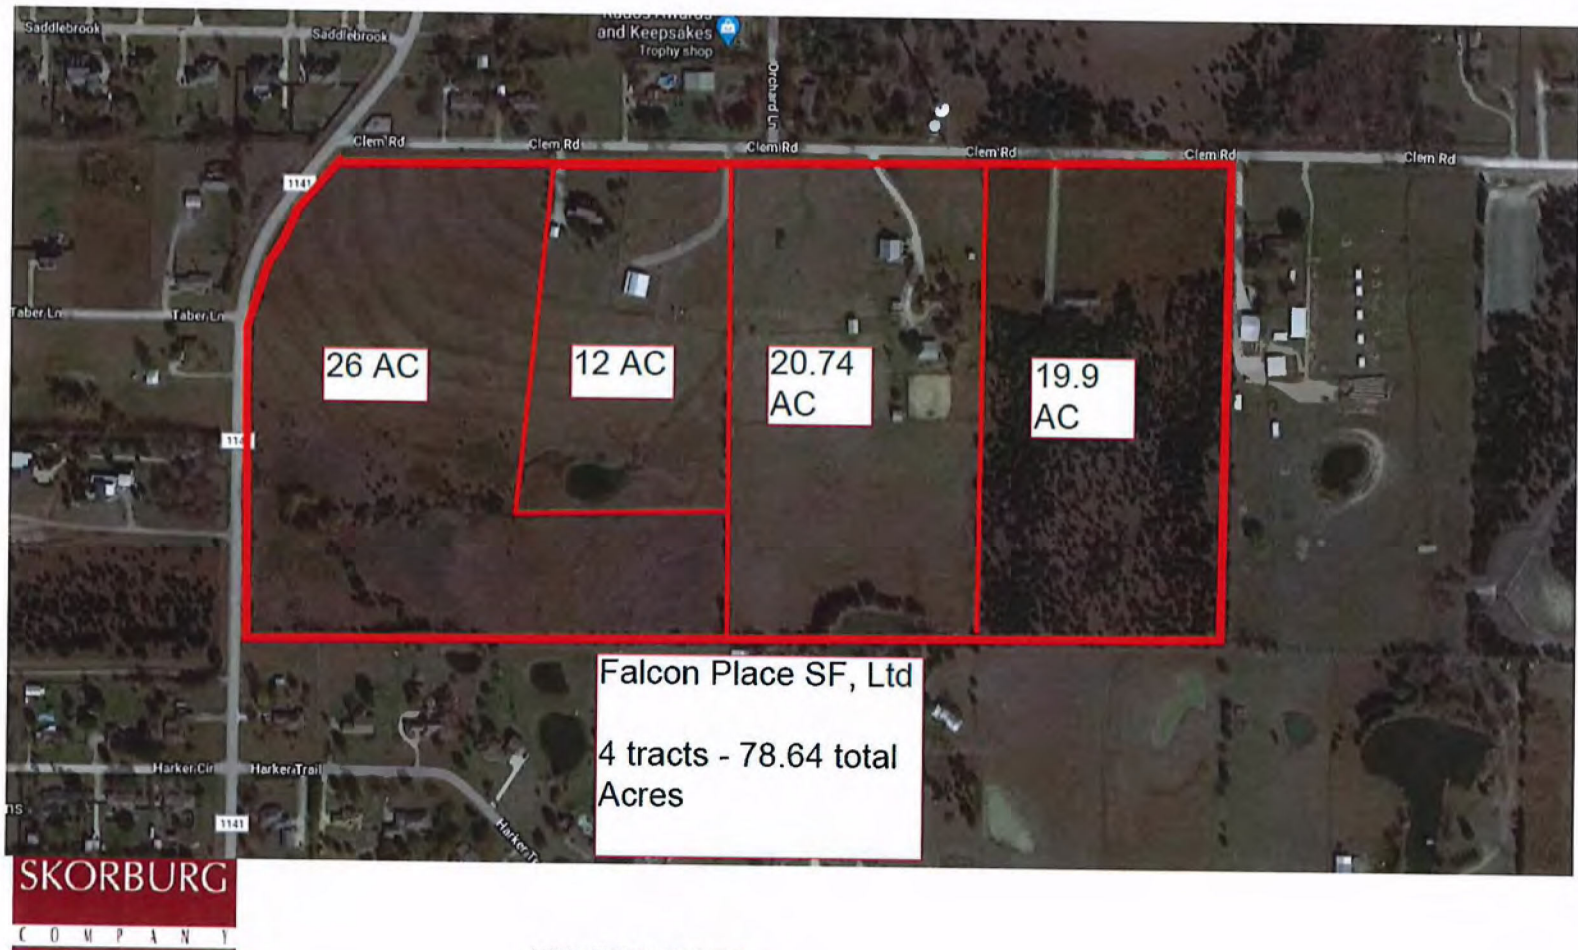 Saddlebrook
Saddlebrook
and Keepsakes
Trophy shop
Orchard Ln
Clem Rd
Clem Rd
Clem Rd
Clem Rd
Clem Rd
Clem Rd
1141
Taber Ln
Taber Ln
26 AC
12 AC
20.74
AC
19.9
AC
Falcon Place SF, Ltd
4 tracts - 78.64 total
Acres
Harker Cir
Harker Trail
1141
SKORBURG
COMPANY